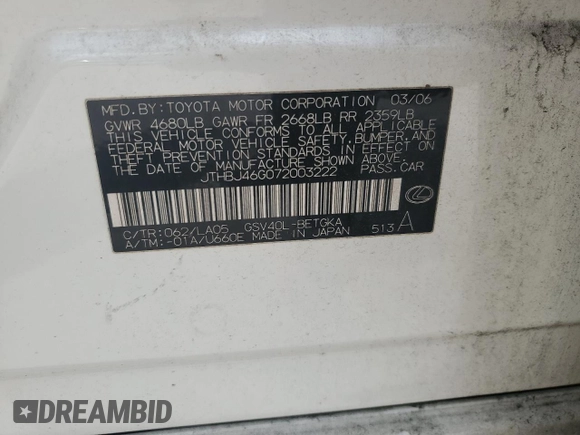 MFD.BY:TOYOTA MOTOR CORPORATION 03/06
GVWR 4680LB GAWR FR 2668LB RR 2359LB
THIS VEHICLE CONFORMS TO ALL APPLICABLE
FEDERAL MOTOR VEHICLE SAFETY,BUMPER,AND
THEFT PREVENTION STANDARDS IN EFFECT ON
THE DATE OF MANUFACTURE SHOWN ABOVE.
JTHBJ46G072003222 PASS.CAR
C/TR:062/LA05 GSV40L-BETGKA
A/TM:-01A/U660E MADE IN JAPAN 513A
DREAMBID